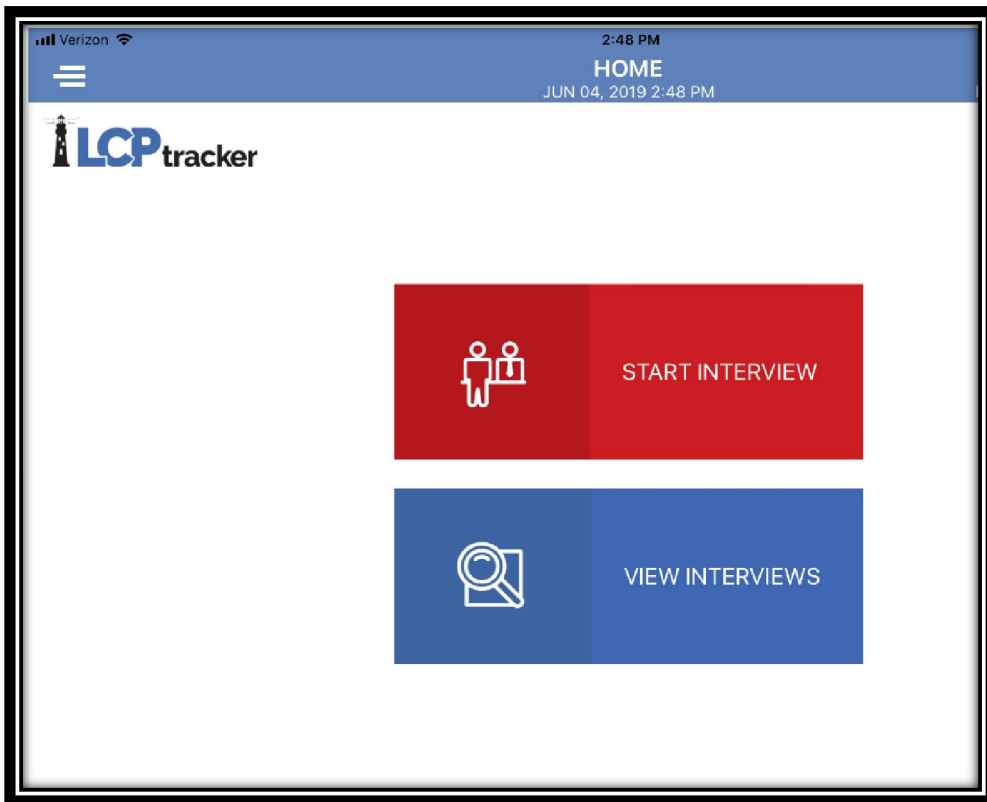 Verizon
2:48 PM
HOME
JUN 04, 2019 2:48 PM
LCPtracker
START INTERVIEW
VIEW INTERVIEWS